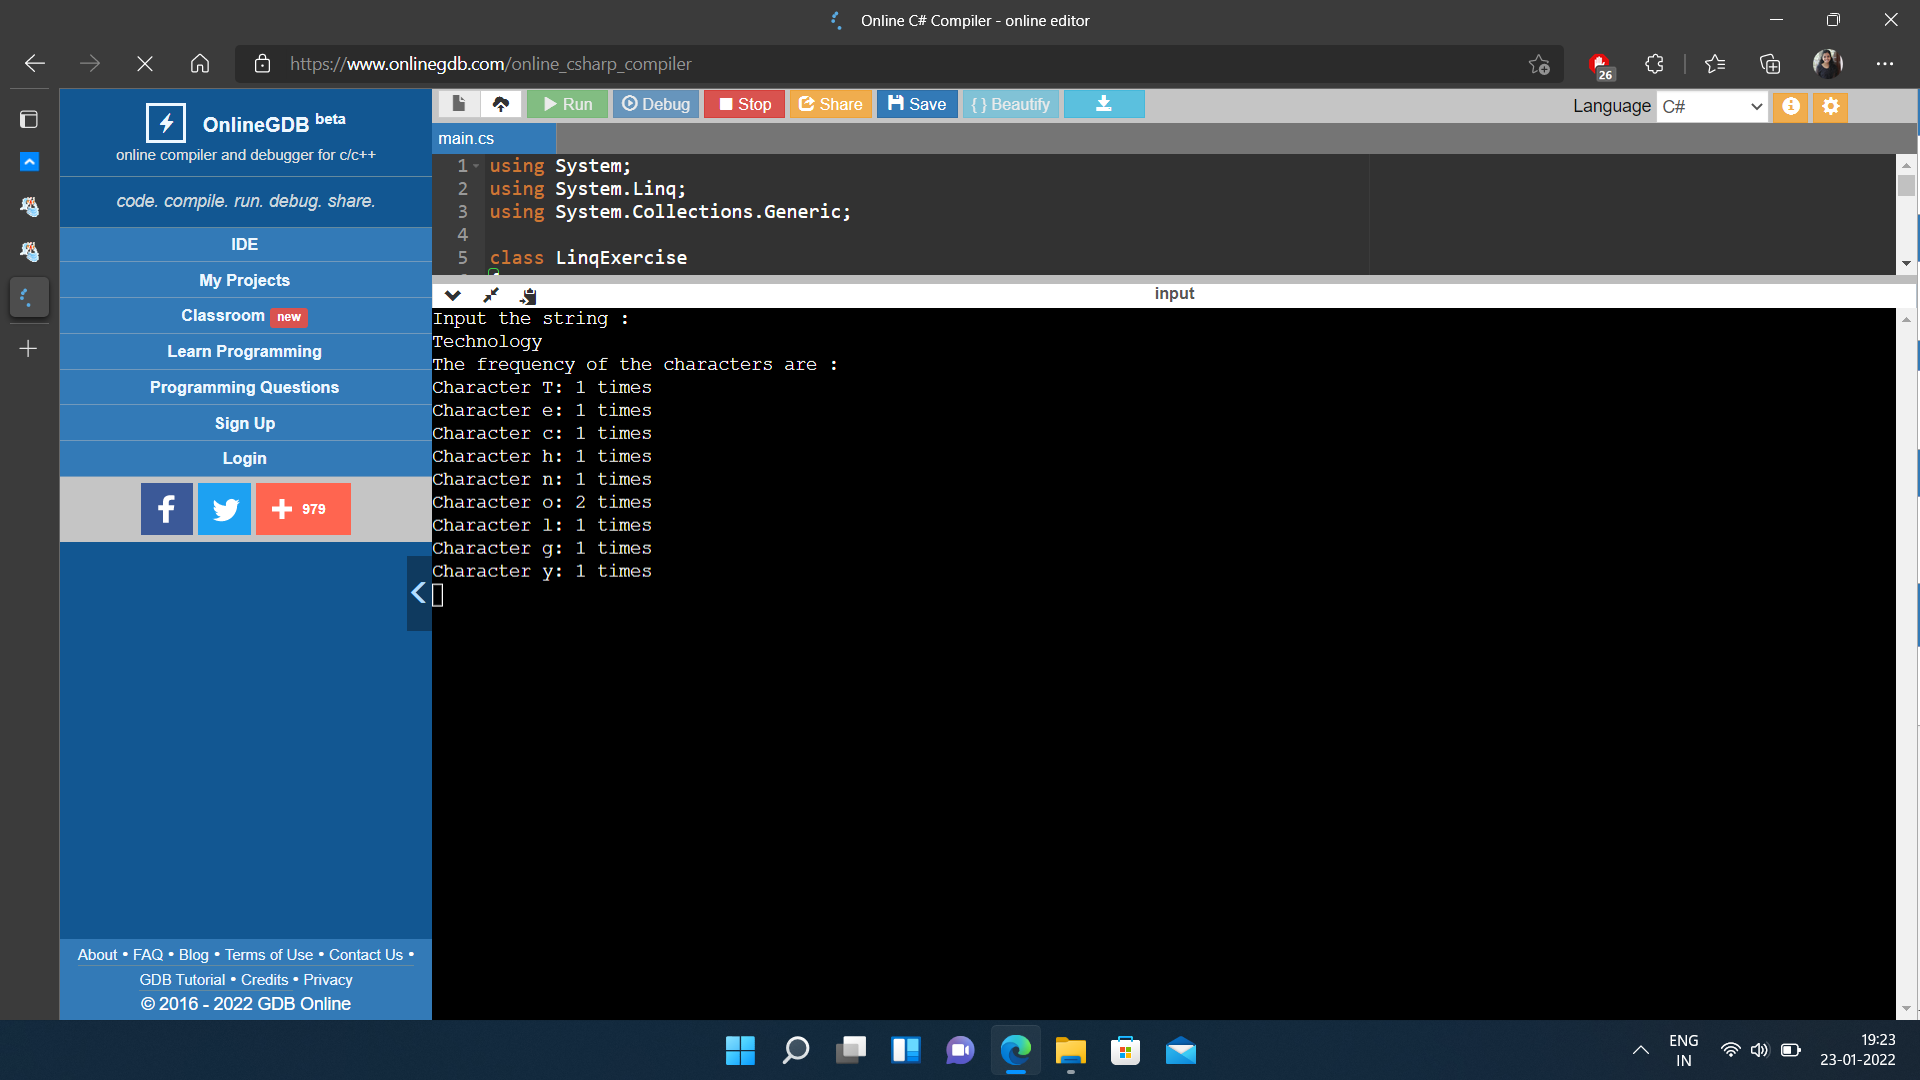 Online C# Compiler - online editor
https://www.onlinegdb.com/online_csharp_compiler
26
OnlineGDB beta
online compiler and debugger for c/c++
code. compile. run. debug. share.
IDE
My Projects
Classroom new
Learn Programming
Programming Questions
Sign Up
Login
979
About • FAQ • Blog • Terms of Use • Contact Us •
GDB Tutorial • Credits • Privacy
© 2016 - 2022 GDB Online
Run Debug Stop Share Save {} Beautify
Language C#
main.cs
1 using System;
2 using System.Linq;
3 using System.Collections.Generic;
4
5 class LinqExercise
input
Input the string :
Technology
The frequency of the characters are :
Character T: 1 times
Character e: 1 times
Character c: 1 times
Character h: 1 times
Character n: 1 times
Character o: 2 times
Character l: 1 times
Character g: 1 times
Character y: 1 times
ENG
IN
19:23
23-01-2022